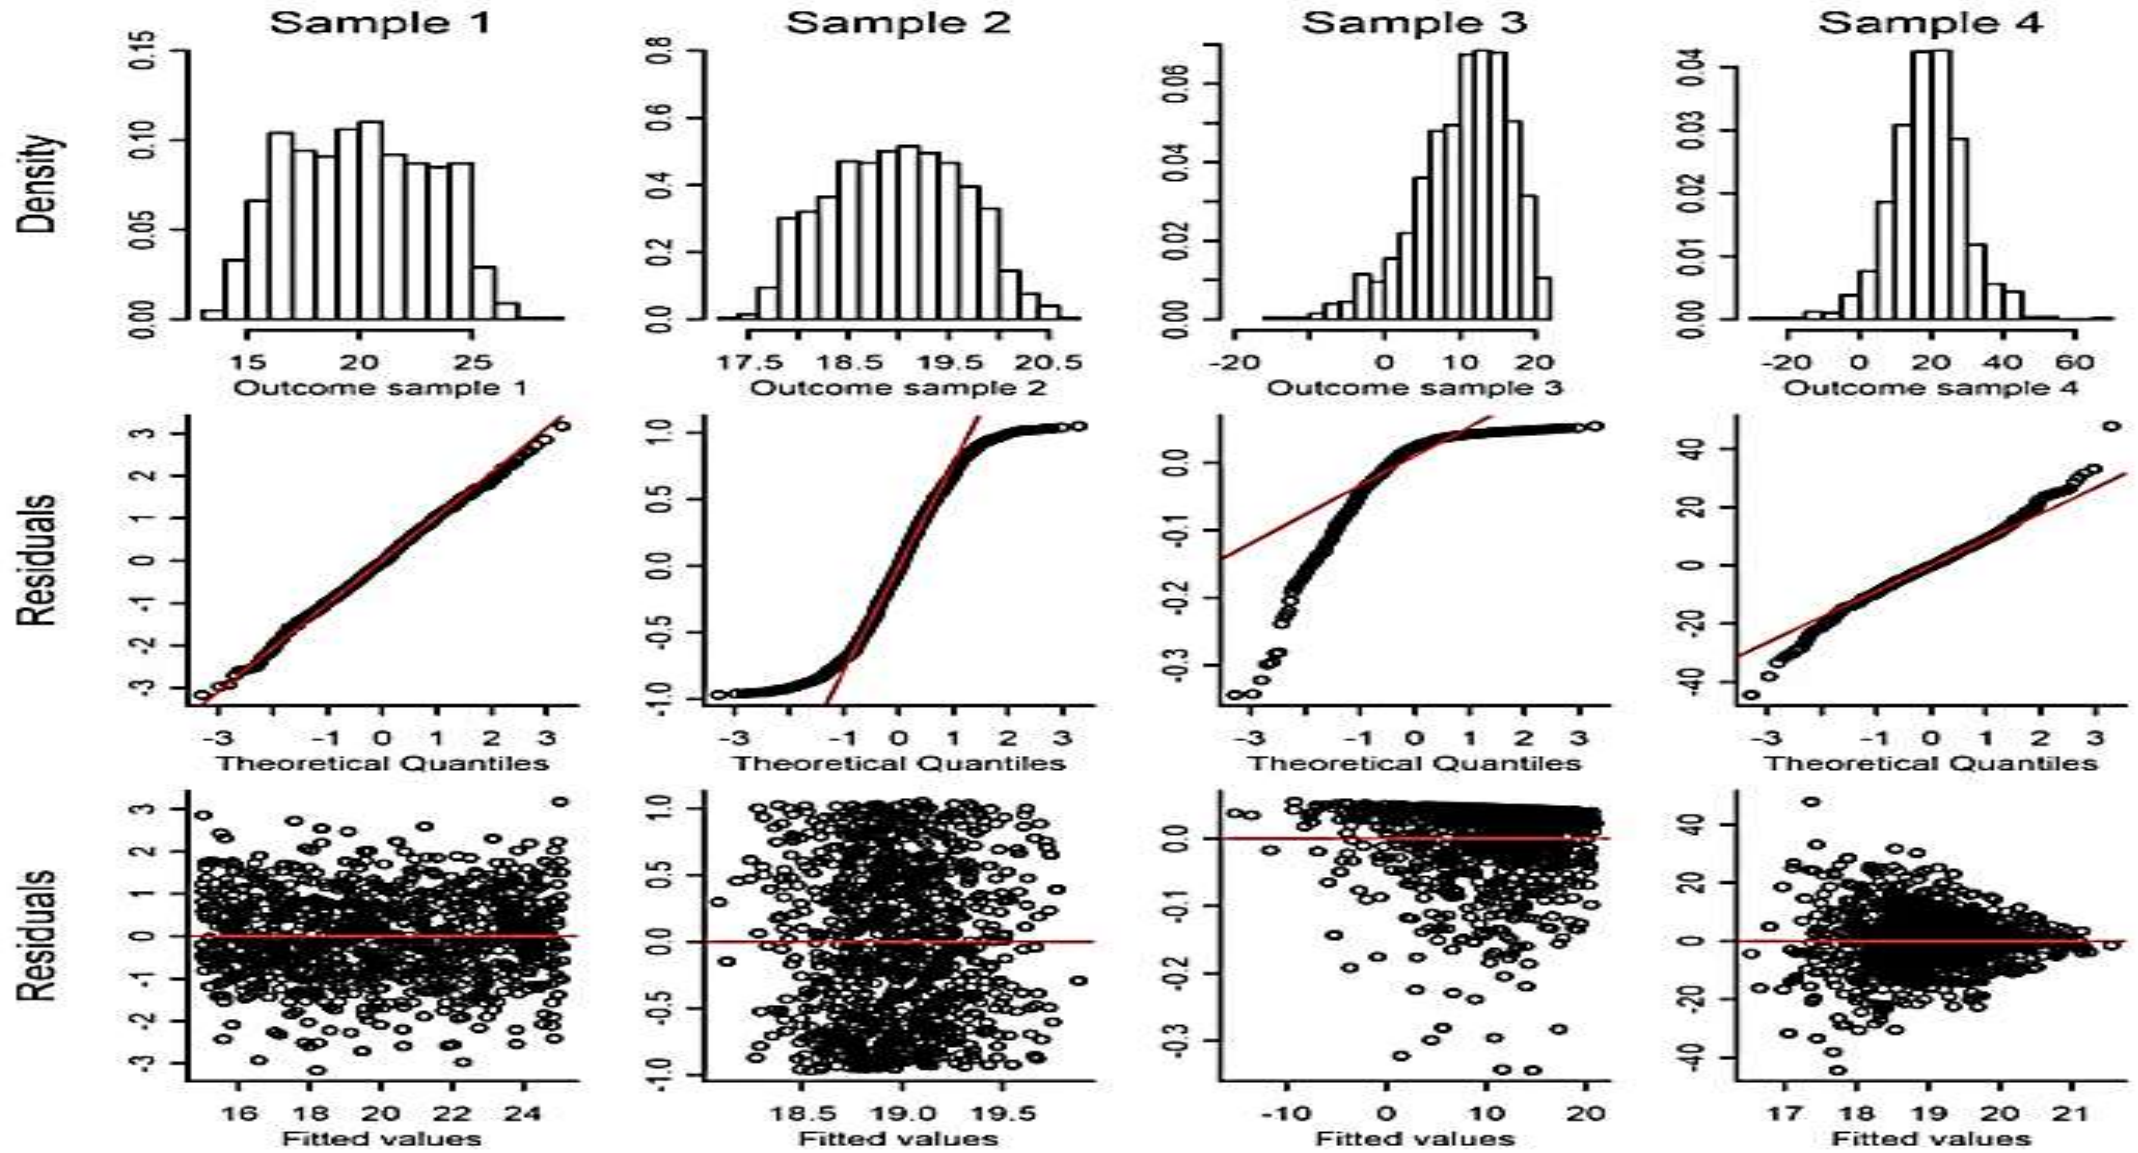 Sample 1 Sample 2 Sample 3 Sample 4
Density
0.00 0.05 0.10 0.15
15 20 25
Outcome sample 1
0.0 0.2 0.4 0.6 0.8
17.5 18.5 19.5 20.5
Outcome sample 2
0.00 0.02 0.04 0.06
-20 0 10 20
Outcome sample 3
0.00 0.01 0.02 0.03 0.04
-20 0 20 40 60
Outcome sample 4
Residuals
-3 -2 -1 0 1 2 3
-3 -1 0 1 2 3
Theoretical Quantiles
-1.0 -0.5 0.0 0.5 1.0
-3 -1 0 1 2 3
Theoretical Quantiles
-0.3 -0.2 -0.1 0.0
-3 -1 0 1 2 3
Theoretical Quantiles
-40 -20 0 20 40
-3 -1 0 1 2 3
Theoretical Quantiles
Residuals
-3 -2 -1 0 1 2 3
16 18 20 22 24
Fitted values
-1.0 -0.5 0.0 0.5 1.0
18.5 19.0 19.5
Fitted values
-0.3 -0.2 -0.1 0.0
-10 0 10 20
Fitted values
-40 -20 0 20 40
17 18 19 20 21
Fitted values